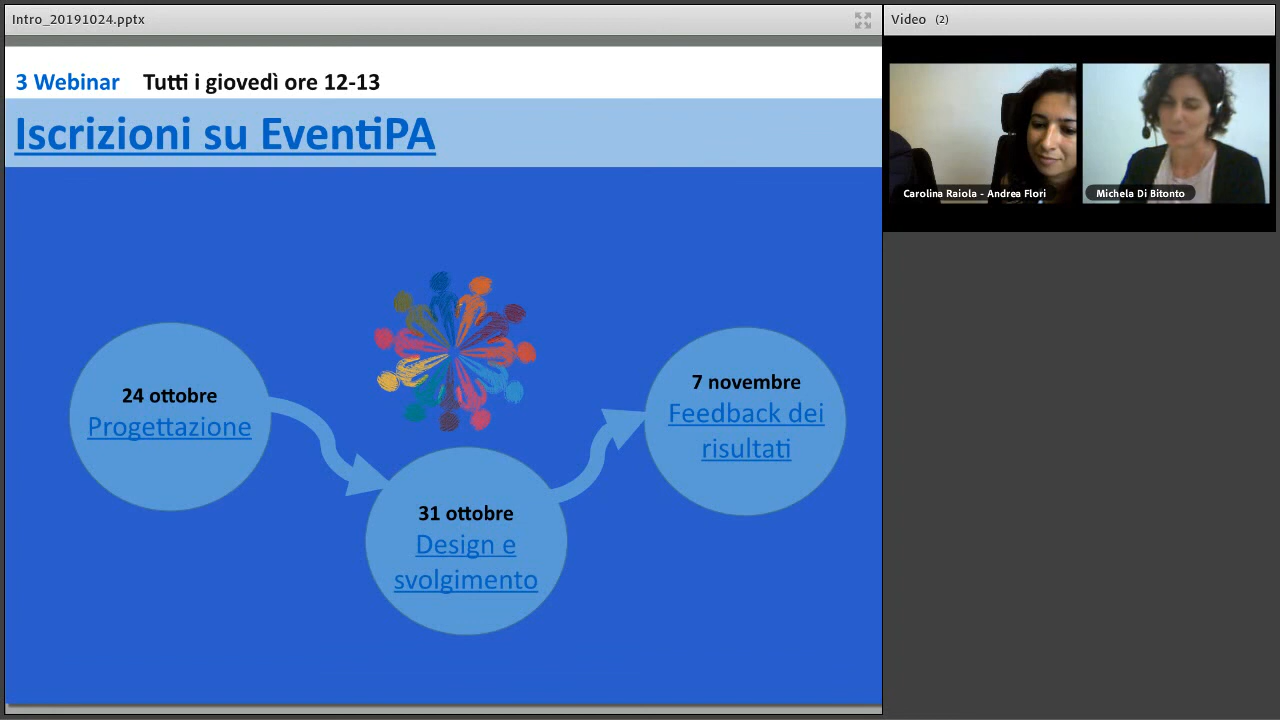 Intro_20191024.pptx
Video (2)
3 Webinar Tutti i giovedì ore 12-13
Iscrizioni su EventiPA
24 ottobre
Progettazione
31 ottobre
Design e
svolgimento
7 novembre
Feedback dei
risultati
Carolina Raiola - Andrea Flori
Michela Di Bitonto